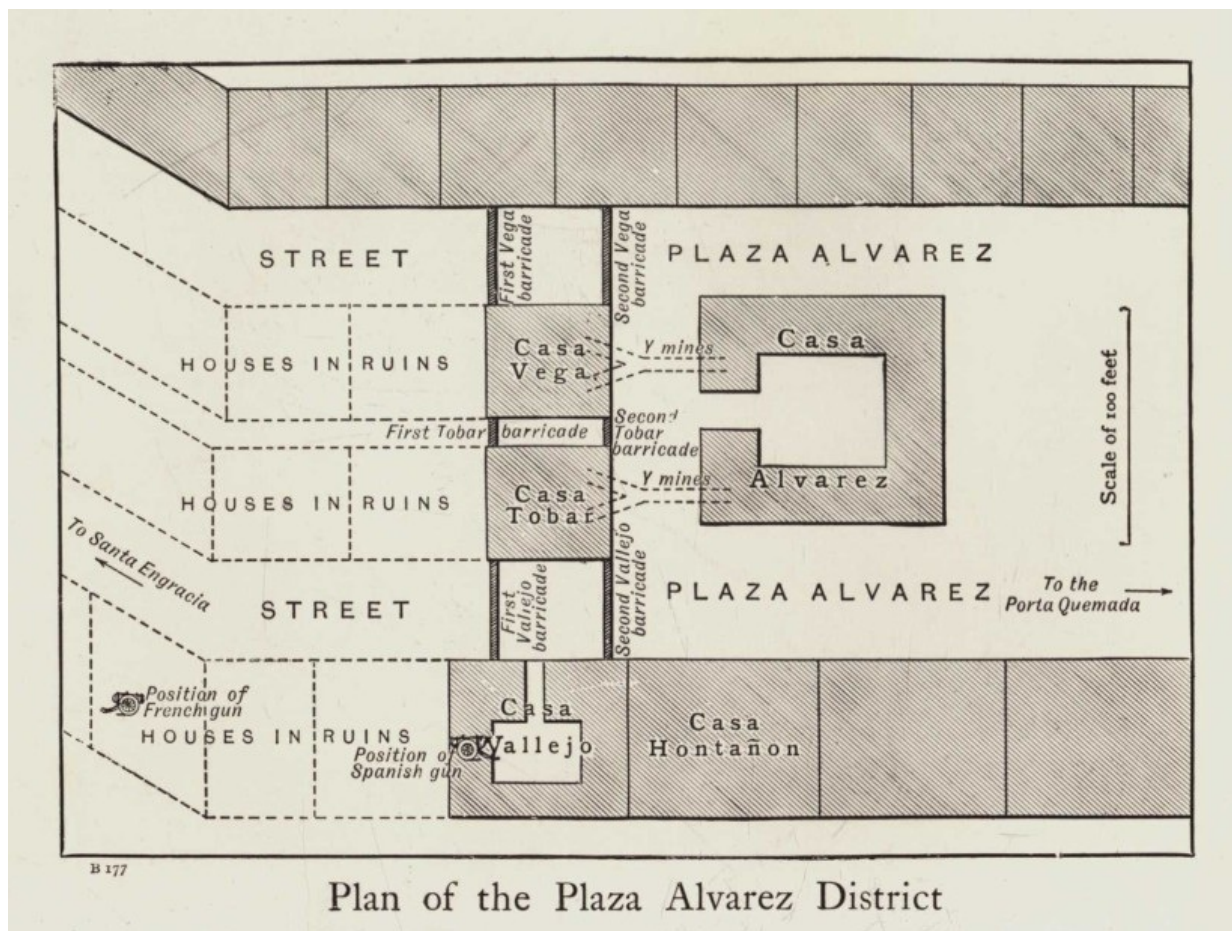 STREET
First Vega
barricade
Second Vega
barricade
PLAZA ALVAREZ
HOUSES IN RUINS
Casa
Vega
Y mines
Casa
Alvarez
Scale of 100 feet
First Tobar barricade
Second
Tobar
barricade
HOUSES IN RUINS
Casa
Tobar
Y mines
To Santa Engracia
STREET
First
Vallejo
barricade
Second Vallejo
barricade
PLAZA ALVAREZ
To the
Porta Quemada
Position of
French gun
HOUSES IN RUINS
Position of
Spanish gun
Casa
Vallejo
Casa
Hontañon
B 177
Plan of the Plaza Alvarez District